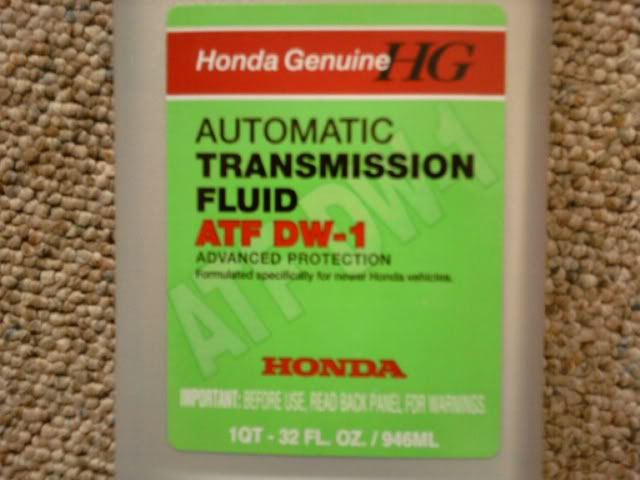 Honda Genuine HG
AUTOMATIC
TRANSMISSION
FLUID
ATF DW-1
ADVANCED PROTECTION
Formulated specifically for newer Honda vehicles.
ATF DW-1
HONDA
IMPORTANT: BEFORE USE, READ BACK PANEL FOR WARNINGS
1QT - 32 FL. OZ. / 946ML